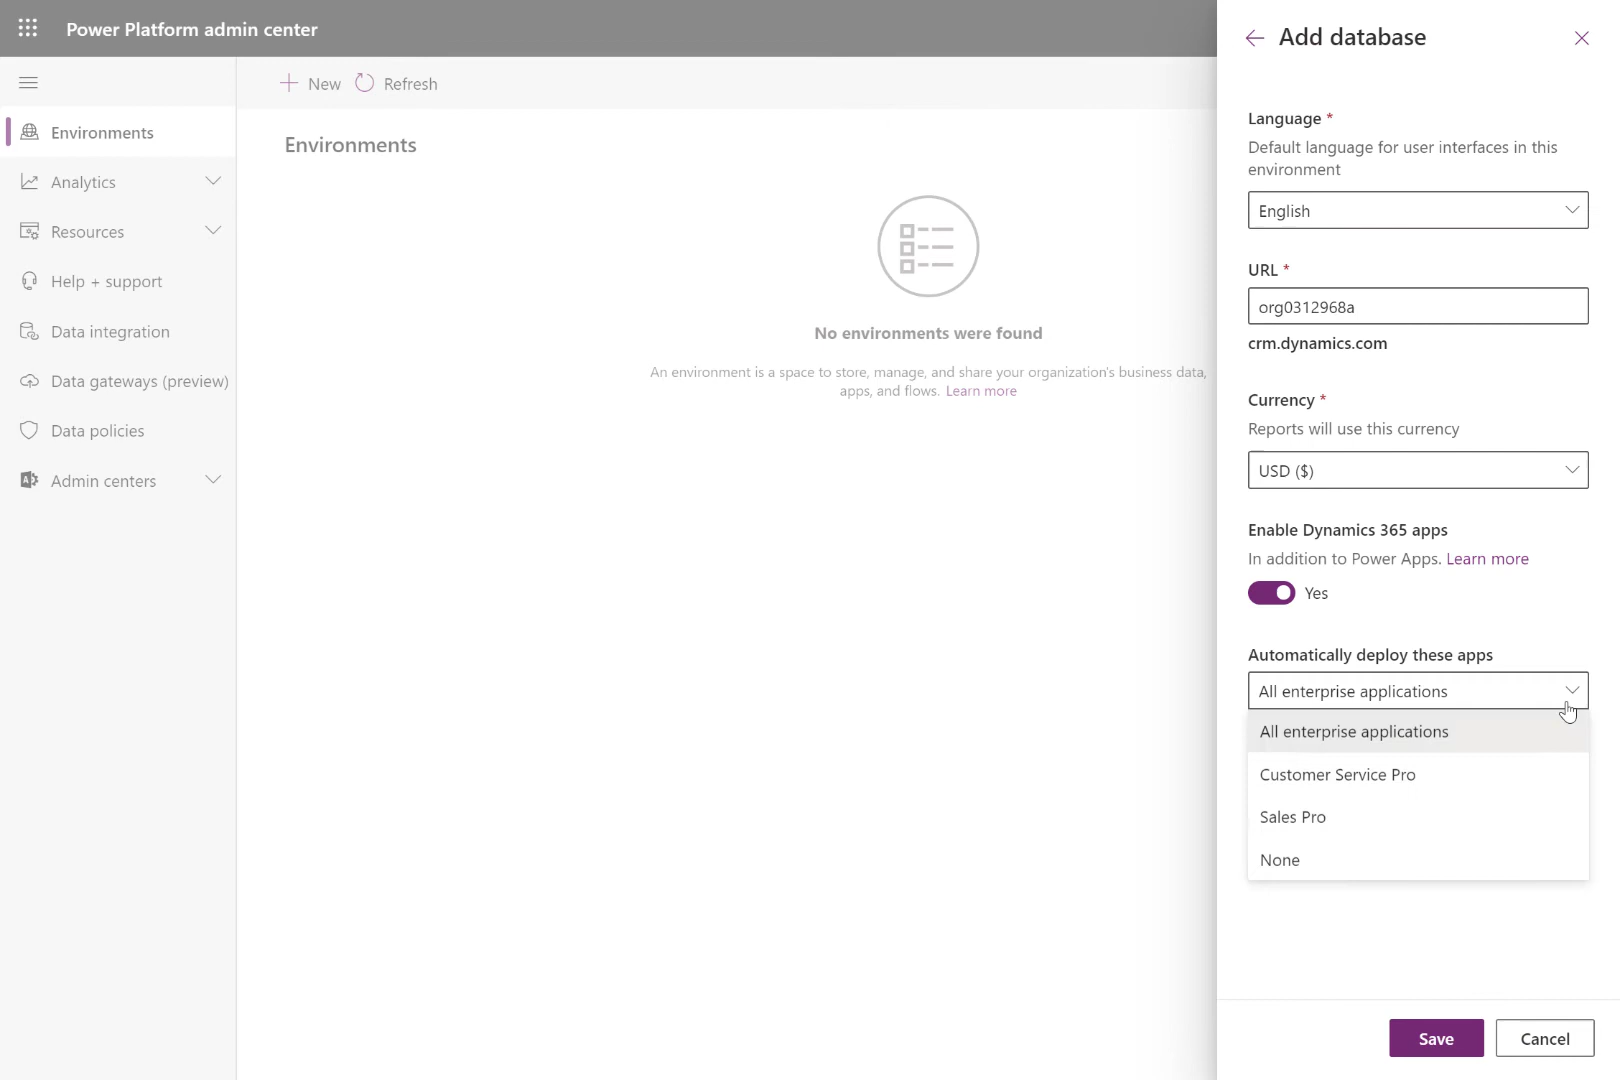 Power Platform admin center
Add database
New
Refresh
Environments
Analytics
Resources
Help + support
Data integration
Data gateways (preview)
Data policies
Admin centers
Environments
No environments were found
An environment is a space to store, manage, and share your organization's business data,
apps, and flows. Learn more
Language *
Default language for user interfaces in this
environment
English
URL *
org0312968a
crm.dynamics.com
Currency *
Reports will use this currency
USD ($)
Enable Dynamics 365 apps
In addition to Power Apps. Learn more
Yes
Automatically deploy these apps
All enterprise applications
All enterprise applications
Customer Service Pro
Sales Pro
None
Save
Cancel